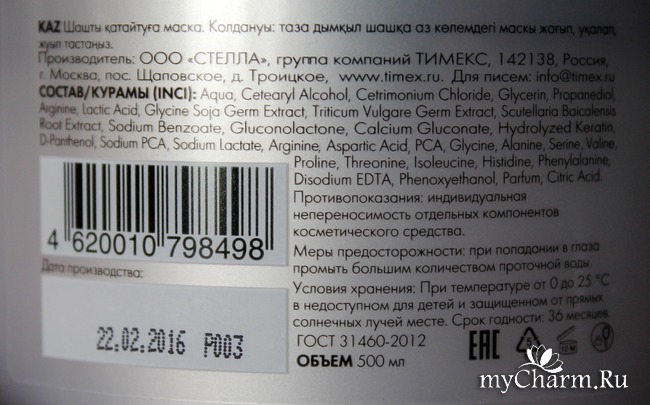 KAZ Шашты қатайтуға маска. Колдануы: таза дымқыл шашқа аз көлемдегі маскы жағып, уқалап,
жуып тастаңыз.
Производитель: ООО «СТЕЛЛА», группа компаний ТИМЕКС, 142138, Россия,
г. Москва, пос. Щаповское, д. Троицкое, www.timex.ru. Для писем: info@timex.ru
СОСТАВ/КУРАМЫ (INCI): Aqua, Cetearyl Alcohol, Cetrimonium Chloride, Glycerin, Propanediol,
Arginine, Lactic Acid, Glycine Soja Germ Extract, Triticum Vulgare Germ Extract, Scutellaria Baicalensis
Root Extract, Sodium Benzoate, Gluconolactone, Calcium Gluconate, Hydrolyzed Keratin,
D-Panthenol, Sodium PCA, Sodium Lactate, Arginine, Aspartic Acid, PCA, Glycine, Alanine, Serine, Valine,
Proline, Threonine, Isoleucine, Histidine, Phenylalanine,
Disodium EDTA, Phenoxyethanol, Parfum, Citric Acid.
Противопоказания: индивидуальная
непереносимость отдельных компонентов
косметического средства.
4 620010 798498
Меры предосторожности: при попадании в глаза
промыть большим количеством проточной воды.
Дата производства:
Условия хранения: При температуре от 0 до 25 °C
в недоступном для детей и защищенном от прямых
солнечных лучей месте. Срок годности: 36 месяцев.
22.02.2016 P003
ГОСТ 31460-2012
ОБЪЕМ 500 мл
EAC
12 M
myCharm.Ru